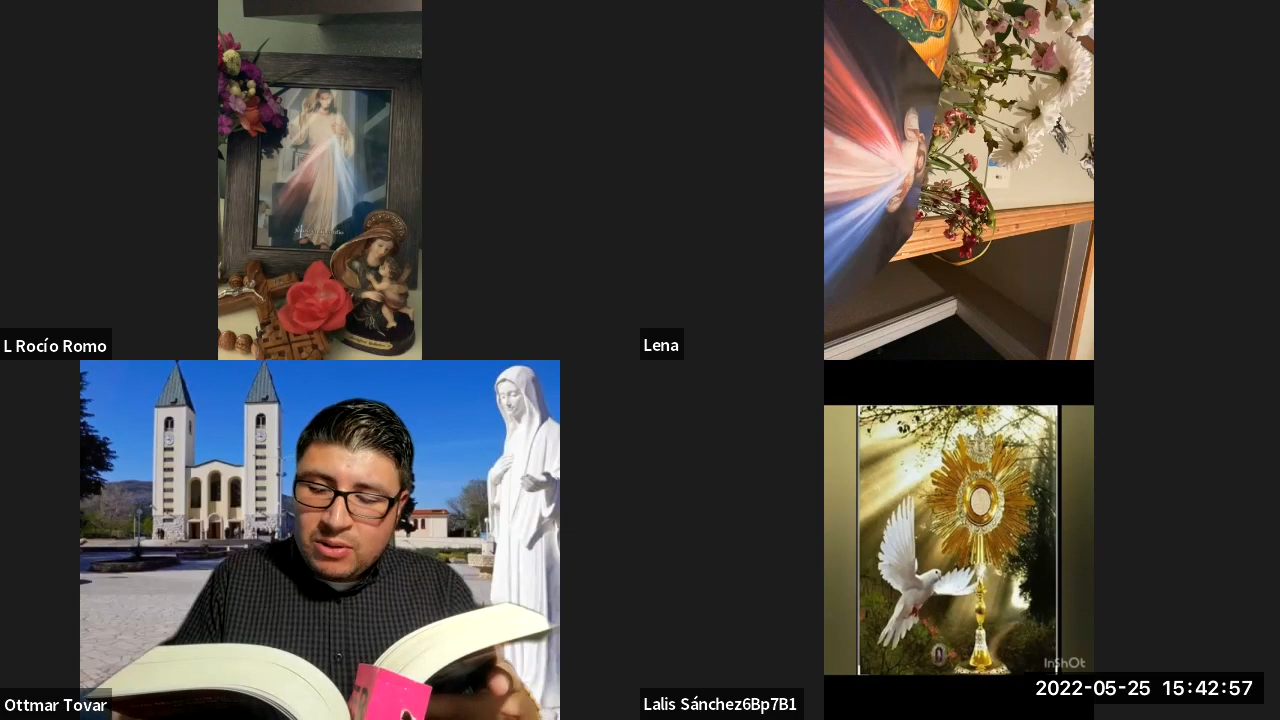 L Rocío Romo
Lena
Ottmar Tovar
Lalis Sánchez6Bp7B1
InShOt
2022-05-25 15:42:57